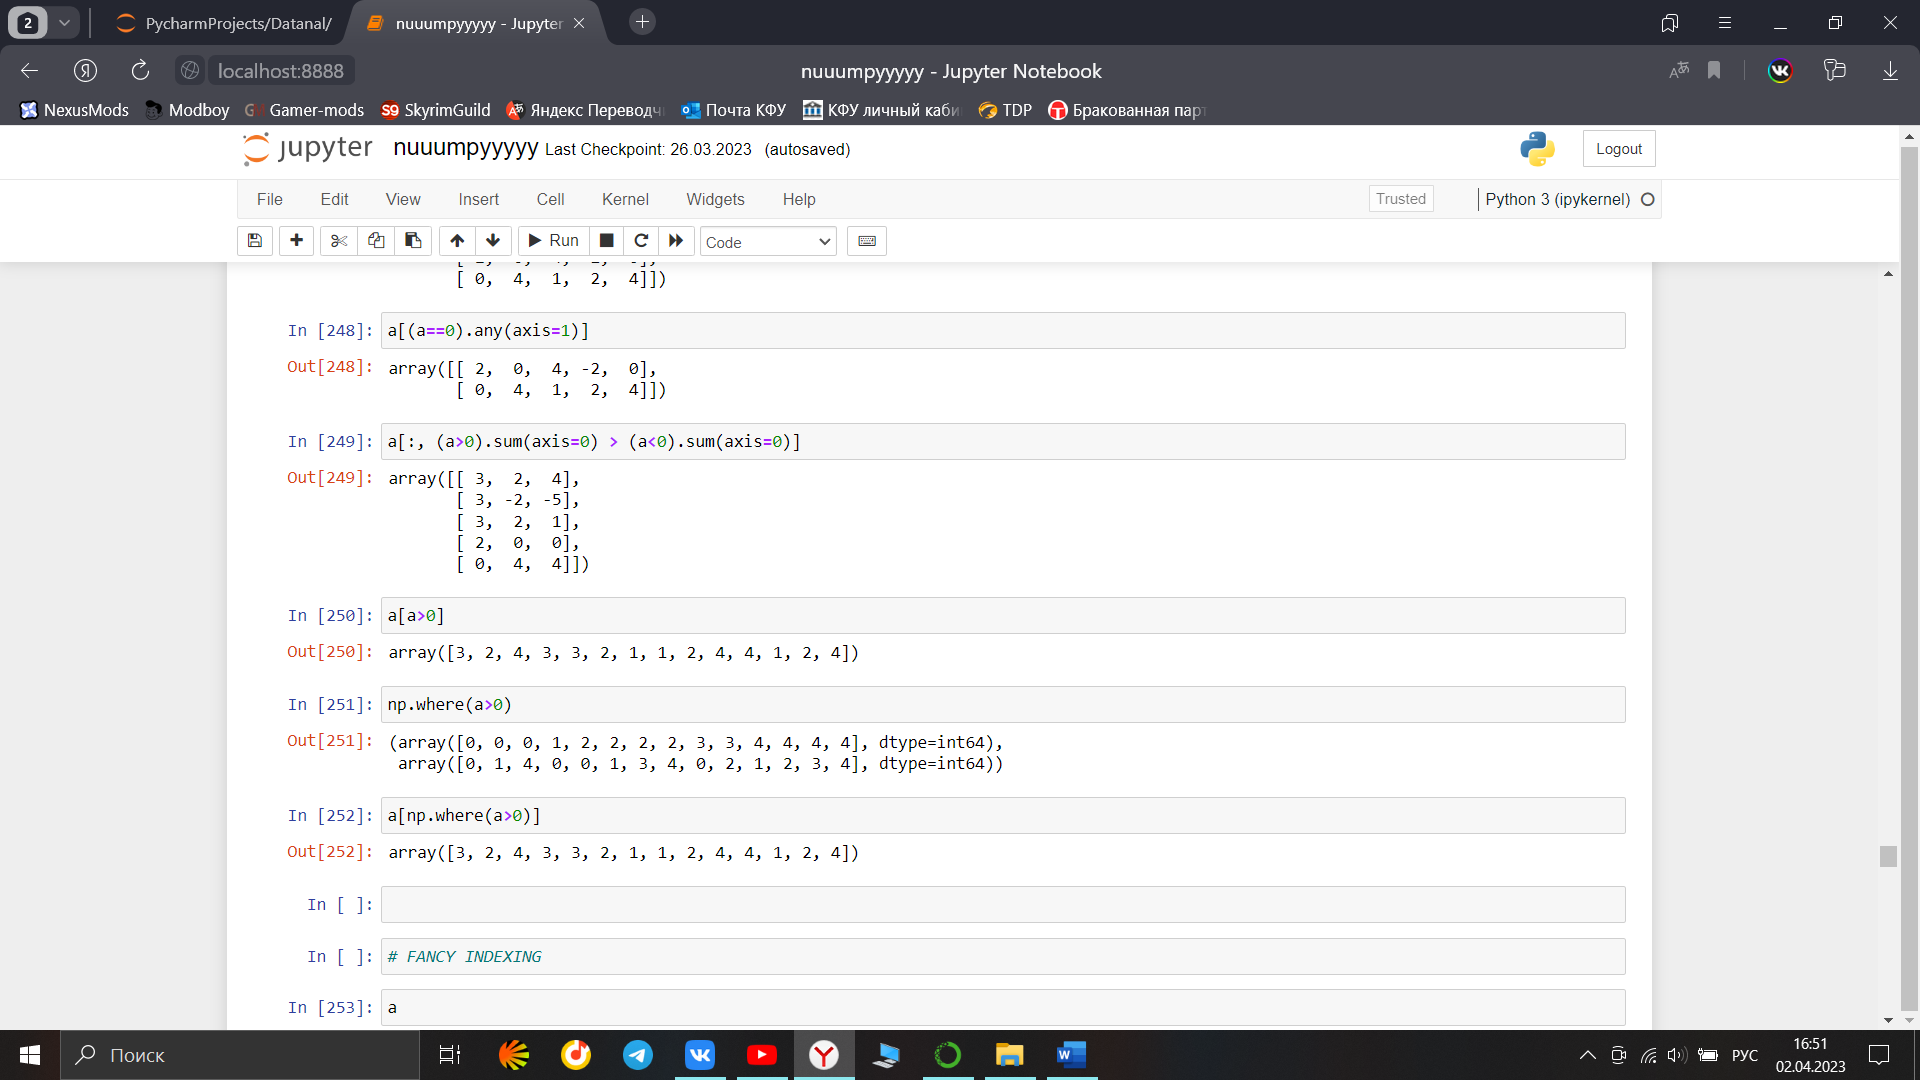 2
PycharmProjects/Datanal/
nuuumpyyyyy - Jupyter
localhost:8888
nuuumpyyyyy - Jupyter Notebook
NexusMods Modboy Gamer-mods S9 SkyrimGuild Яндекс Переводч Почта КФУ КФУ личный каби TDP Бракованная пар
jupyter nuuumpyyyyy Last Checkpoint: 26.03.2023 (autosaved)
Logout
File Edit View Insert Cell Kernel Widgets Help
Trusted
Python 3 (ipykernel)
Run
Code
[ 0, 4, 1, 2, 4]])
In [248]: a[(a==0).any(axis=1)]
Out[248]: array([[ 2, 0, 4, -2, 0],
[ 0, 4, 1, 2, 4]])
In [249]: a[:, (a>0).sum(axis=0) > (a<0).sum(axis=0)]
Out[249]: array([[ 3, 2, 4],
[ 3, -2, -5],
[ 3, 2, 1],
[ 2, 0, 0],
[ 0, 4, 4]])
In [250]: a[a>0]
Out[250]: array([3, 2, 4, 3, 3, 2, 1, 1, 2, 4, 4, 1, 2, 4])
In [251]: np.where(a>0)
Out[251]: (array([0, 0, 0, 1, 2, 2, 2, 2, 3, 3, 4, 4, 4, 4], dtype=int64),
array([0, 1, 4, 0, 0, 1, 3, 4, 0, 2, 1, 2, 3, 4], dtype=int64))
In [252]: a[np.where(a>0)]
Out[252]: array([3, 2, 4, 3, 3, 2, 1, 1, 2, 4, 4, 1, 2, 4])
In [ ]:
In [ ]: # FANCY INDEXING
In [253]: a
Поиск
РУС
16:51
02.04.2023